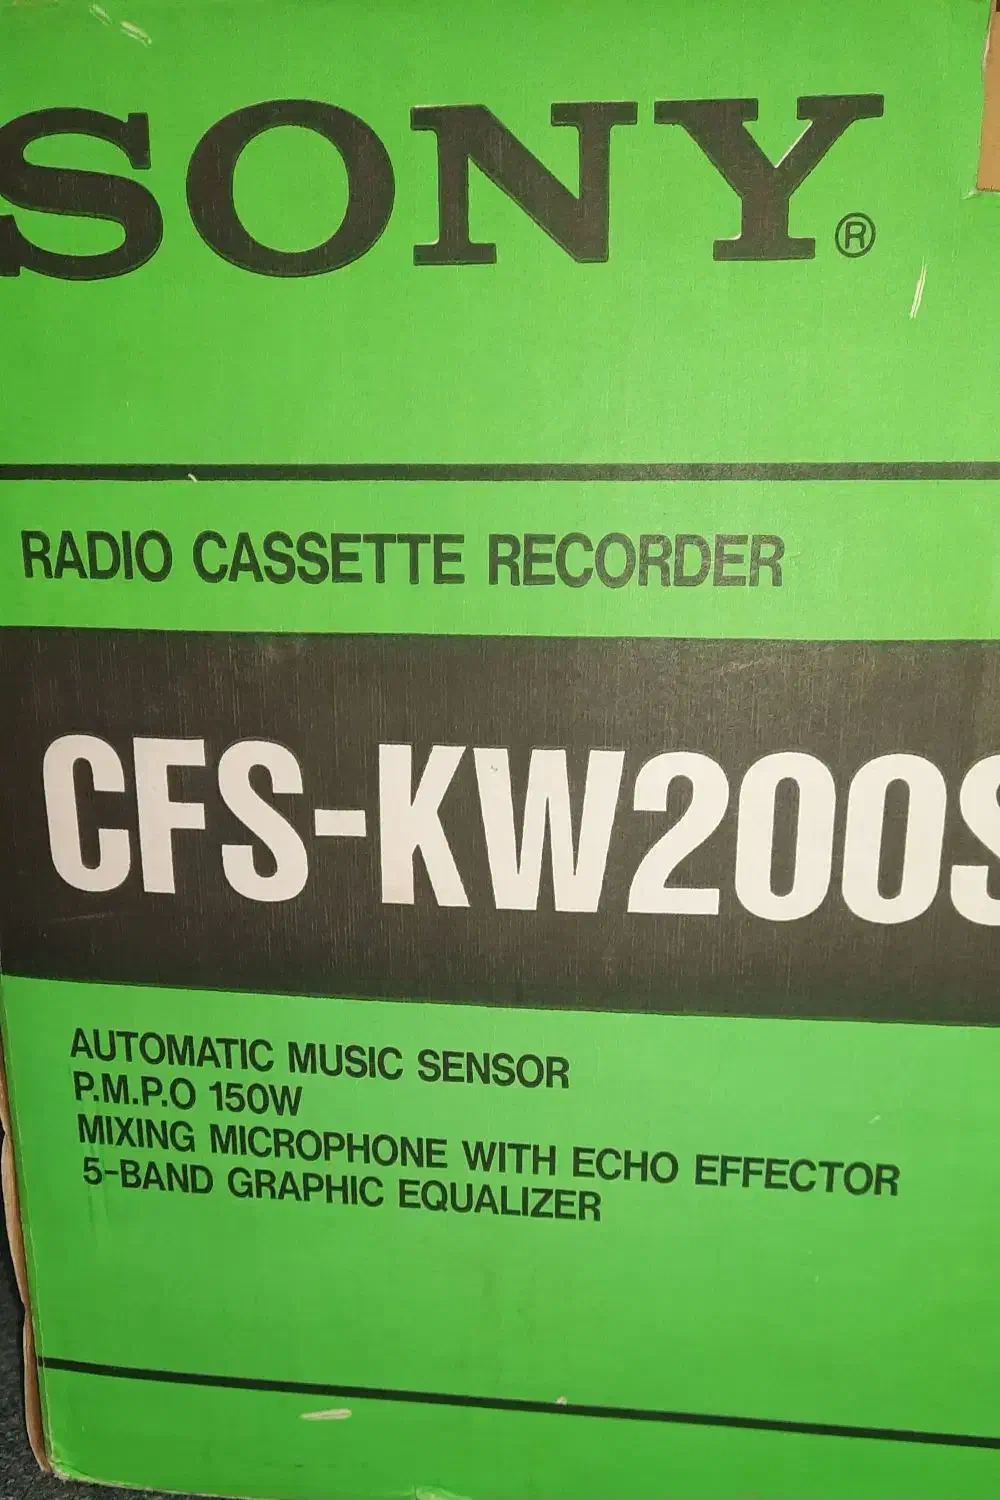 SONY®
RADIO CASSETTE RECORDER
CFS-KW200S
AUTOMATIC MUSIC SENSOR
P.M.P.O 150W
MIXING MICROPHONE WITH ECHO EFFECTOR
5-BAND GRAPHIC EQUALIZER